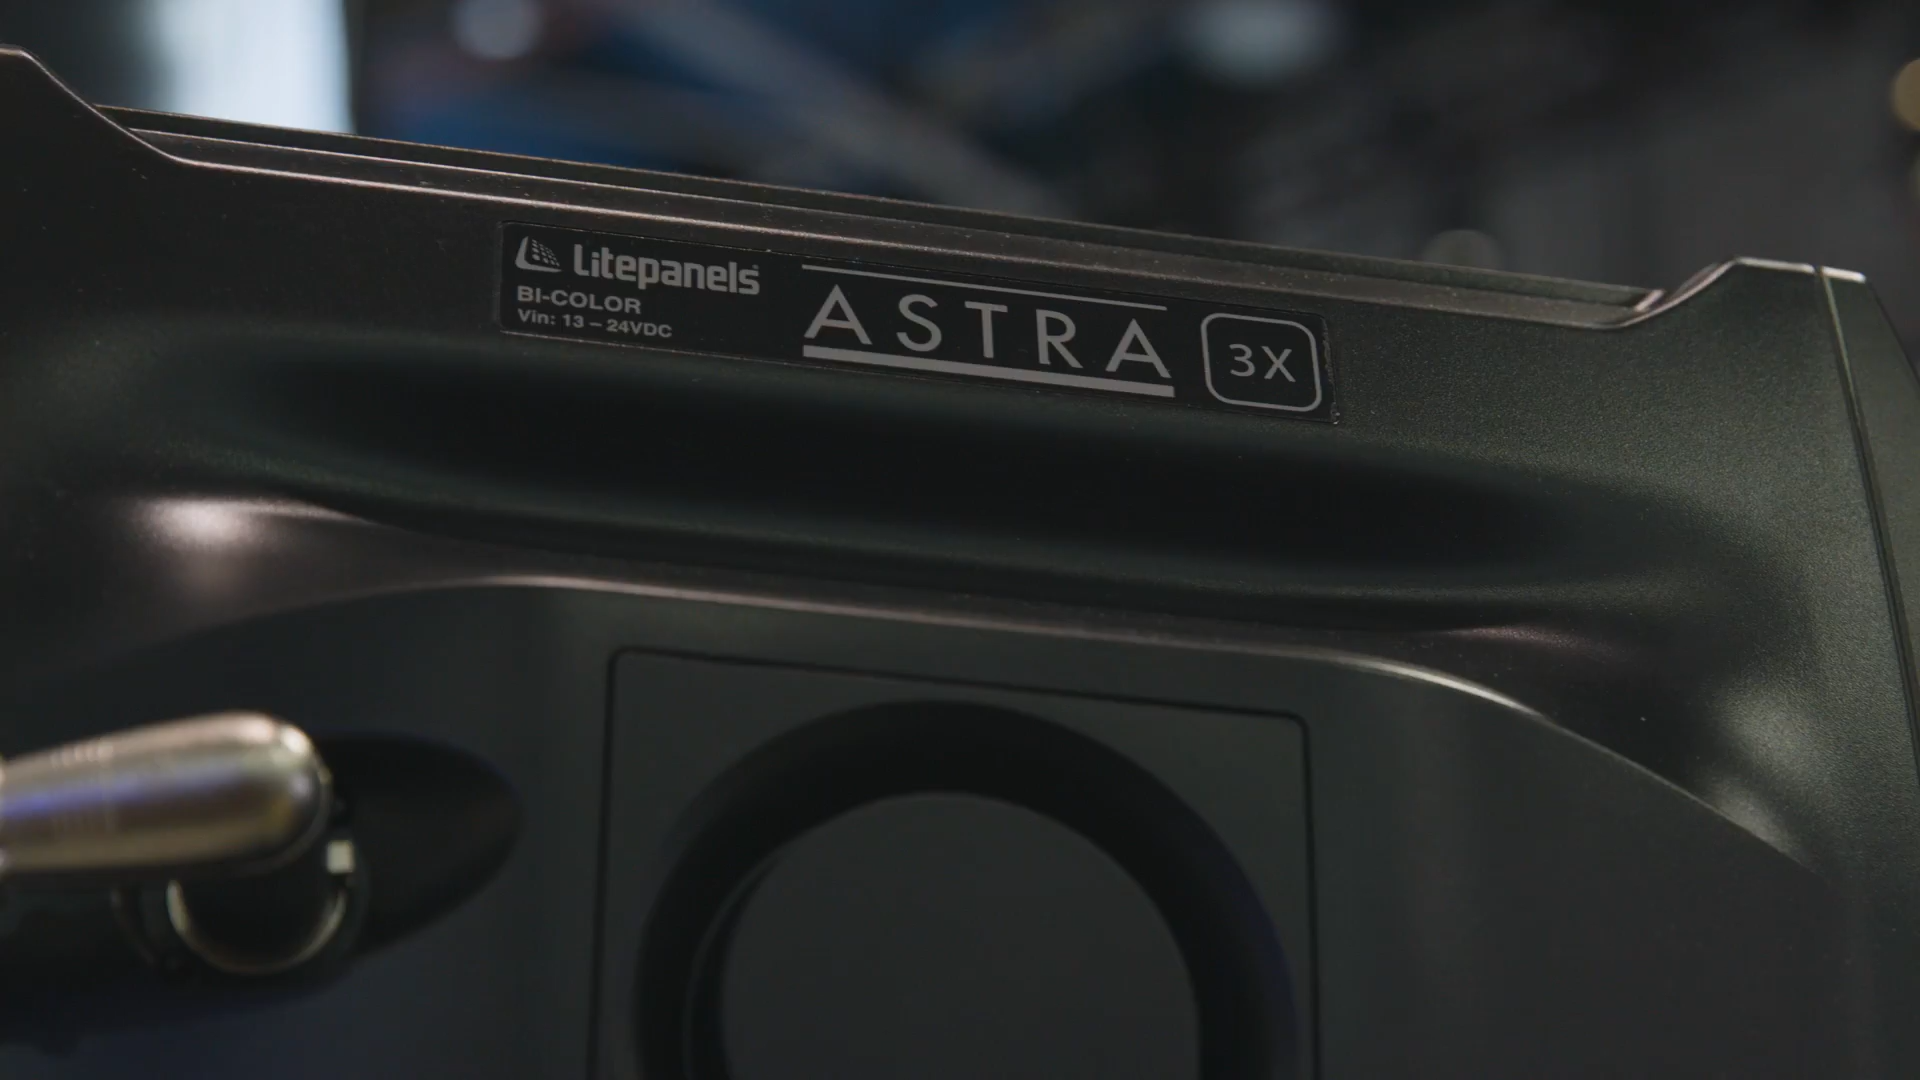 Litepanels
BI-COLOR
Vin: 13 – 24VDC
ASTRA
3X